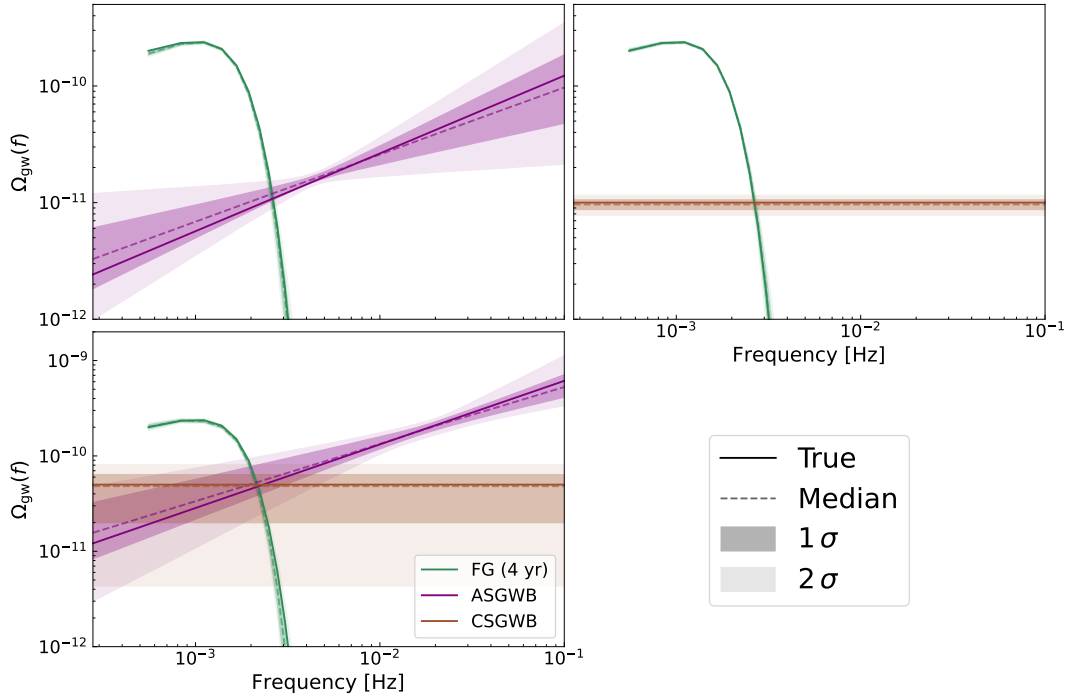 Ω_gw(f)
10⁻¹⁰
10⁻¹¹
10⁻¹²
10⁻³ 10⁻² 10⁻¹
Frequency [Hz]
Ω_gw(f)
10⁻⁹
10⁻¹⁰
10⁻¹¹
10⁻¹²
FG (4 yr)
ASGWB
CSGWB
10⁻³ 10⁻² 10⁻¹
Frequency [Hz]
True
Median
1 σ
2 σ